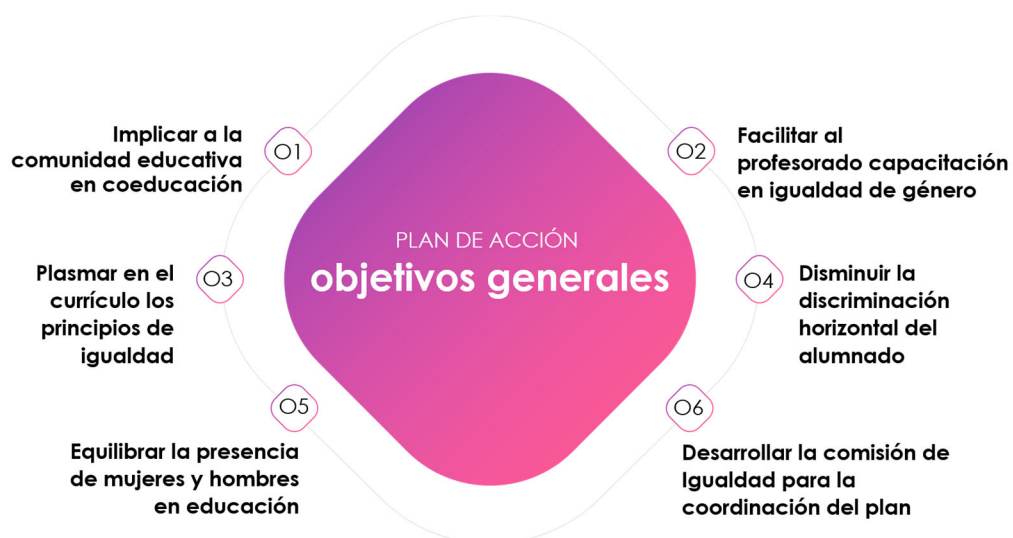 PLAN DE ACCIÓN
objetivos generales
O1
Implicar a la
comunidad educativa
en coeducación
O2
Facilitar al
profesorado capacitación
en igualdad de género
O3
Plasmar en el
currículo los
principios de
igualdad
O4
Disminuir la
discriminación
horizontal del
alumnado
O5
Equilibrar la presencia
de mujeres y hombres
en educación
O6
Desarrollar la comisión de
Igualdad para la
coordinación del plan